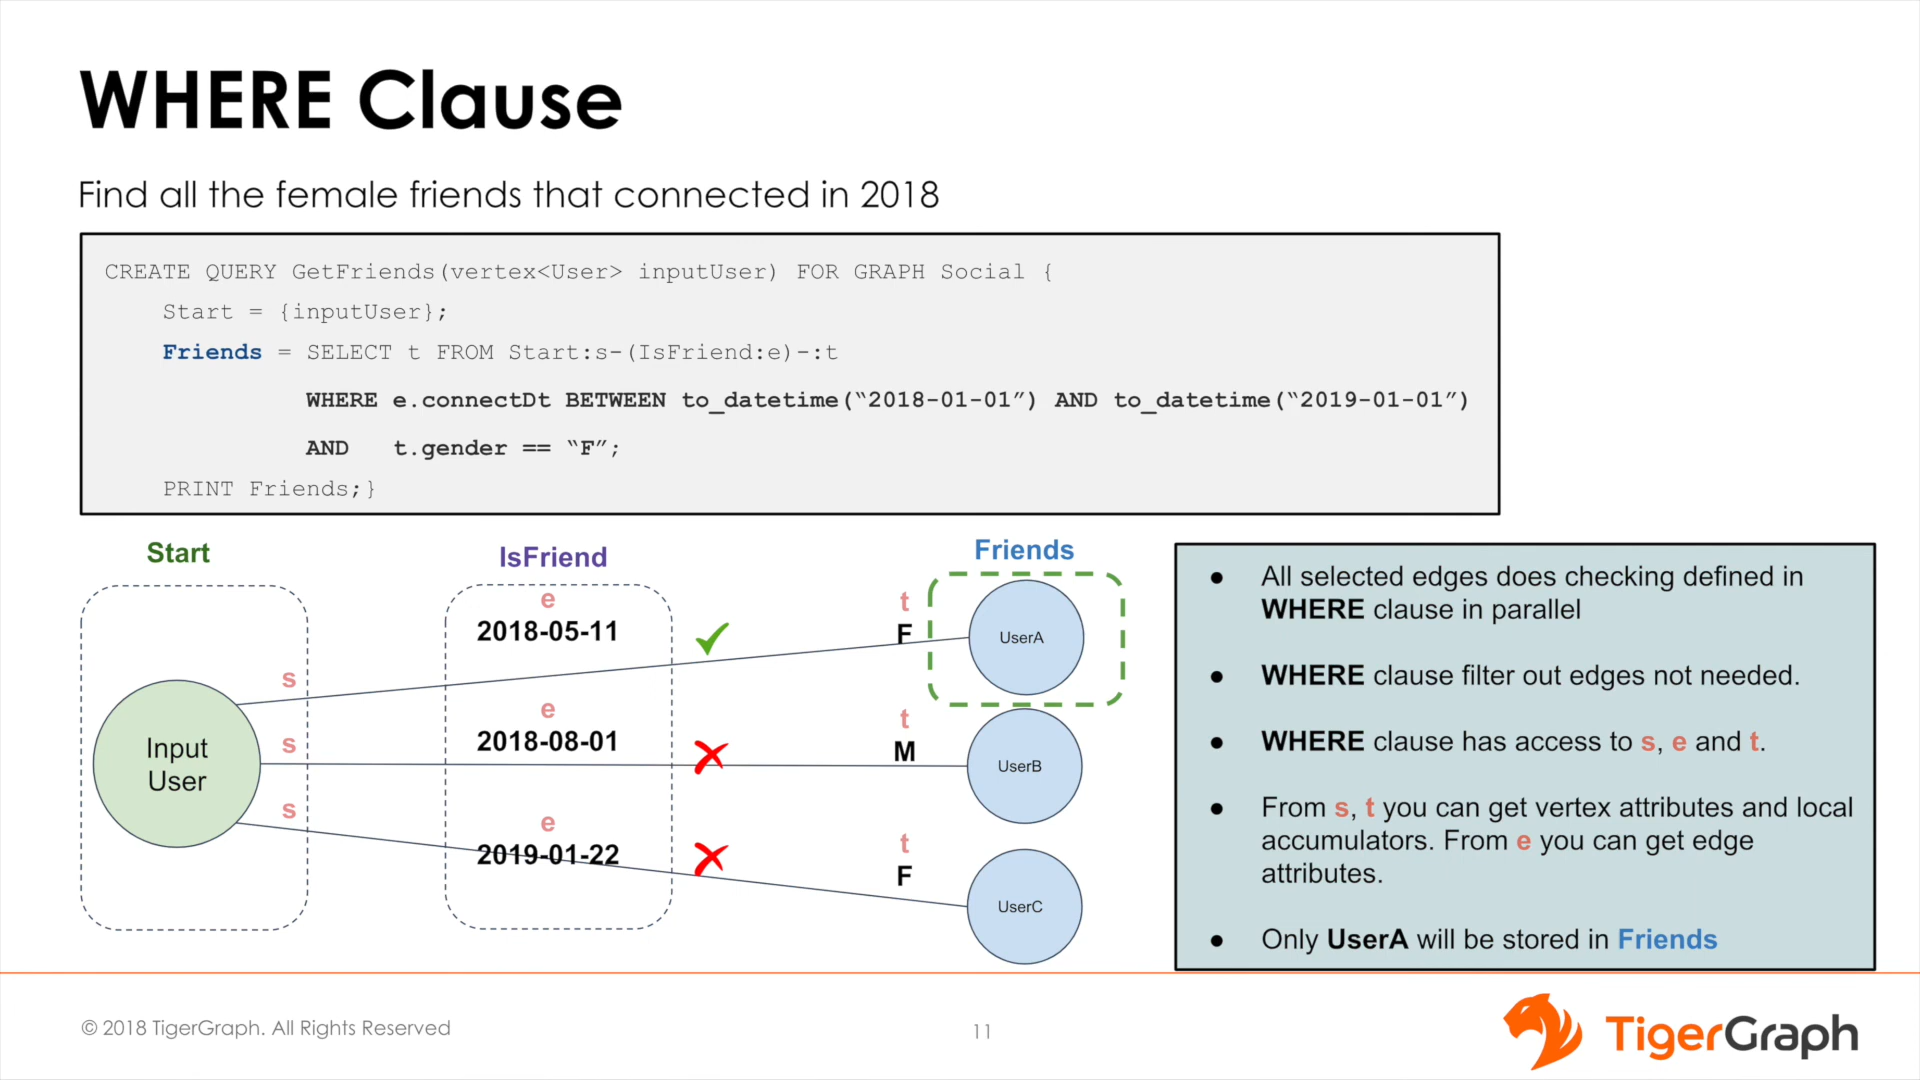 WHERE Clause
Find all the female friends that connected in 2018
CREATE QUERY GetFriends(vertex<User> inputUser) FOR GRAPH Social {
Start = {inputUser};
Friends = SELECT t FROM Start:s-(IsFriend:e)-:t
WHERE e.connectDt BETWEEN to_datetime(“2018-01-01”) AND to_datetime(“2019-01-01”)
AND t.gender == “F”;
PRINT Friends;}
Start
IsFriend
Friends
e
2018-05-11
t
F
UserA
s
Input
User
s
e
2018-08-01
t
M
UserB
s
e
2019-01-22
t
F
UserC
● All selected edges does checking defined in
WHERE clause in parallel
● WHERE clause filter out edges not needed.
● WHERE clause has access to s, e and t.
● From s, t you can get vertex attributes and local
accumulators. From e you can get edge
attributes.
● Only UserA will be stored in Friends
© 2018 TigerGraph. All Rights Reserved
11
TigerGraph